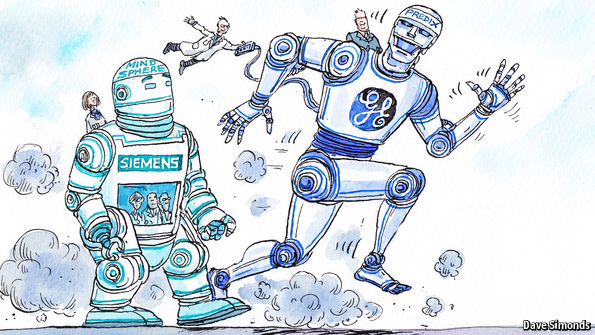 MIND
SPHERE
SIEMENS
PREDIX
GE
Dave Simonds